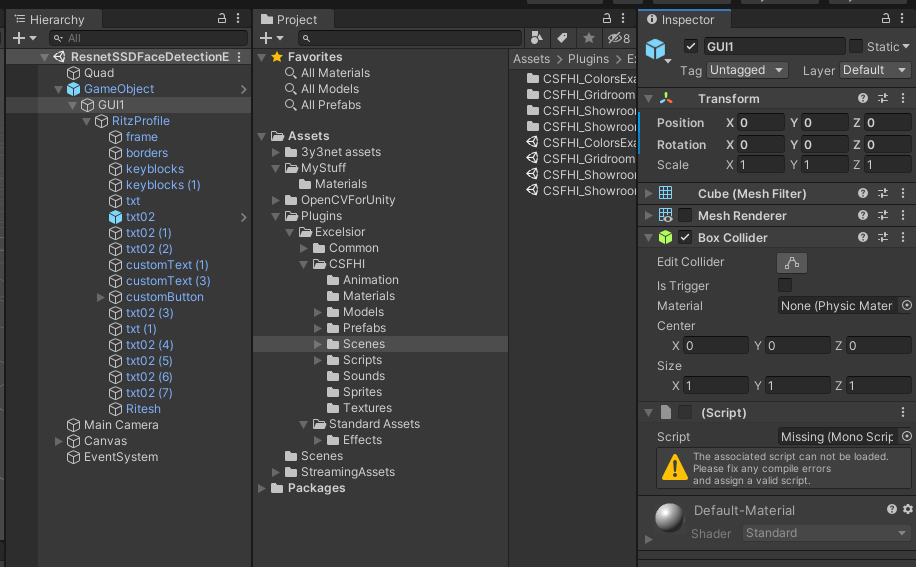 Hierarchy
All
ResnetSSDFaceDetectionE
Quad
GameObject
GUI1
RitzProfile
frame
borders
keyblocks
keyblocks (1)
txt
txt02
txt02 (1)
txt02 (2)
customText (1)
customText (3)
customButton
txt02 (3)
txt (1)
txt02 (4)
txt02 (5)
txt02 (6)
txt02 (7)
Ritesh
Main Camera
Canvas
EventSystem
Project
8
Favorites
All Materials
All Models
All Prefabs
Assets
3y3net assets
MyStuff
Materials
OpenCVForUnity
Plugins
Excelsior
Common
CSFHI
Animation
Materials
Models
Prefabs
Scenes
Scripts
Sounds
Sprites
Textures
Standard Assets
Effects
Scenes
StreamingAssets
Packages
Assets > Plugins > Ex
CSFHI_ColorsExa
CSFHI_Gridroom
CSFHI_Showroo
CSFHI_Showroo
CSFHI_ColorsExa
CSFHI_Gridroom
CSFHI_Showroo
CSFHI_Showroo
Inspector
GUI1 Static
Tag Untagged Layer Default
Transform
Position X 0 Y 0 Z 0
Rotation X 0 Y 0 Z 0
Scale X 1 Y 1 Z 1
Cube (Mesh Filter)
Mesh Renderer
Box Collider
Edit Collider
Is Trigger
Material None (Physic Mater
Center
X 0 Y 0 Z 0
Size
X 1 Y 1 Z 1
(Script)
Script Missing (Mono Scrip
The associated script can not be loaded.
Please fix any compile errors
and assign a valid script.
Default-Material
Shader Standard